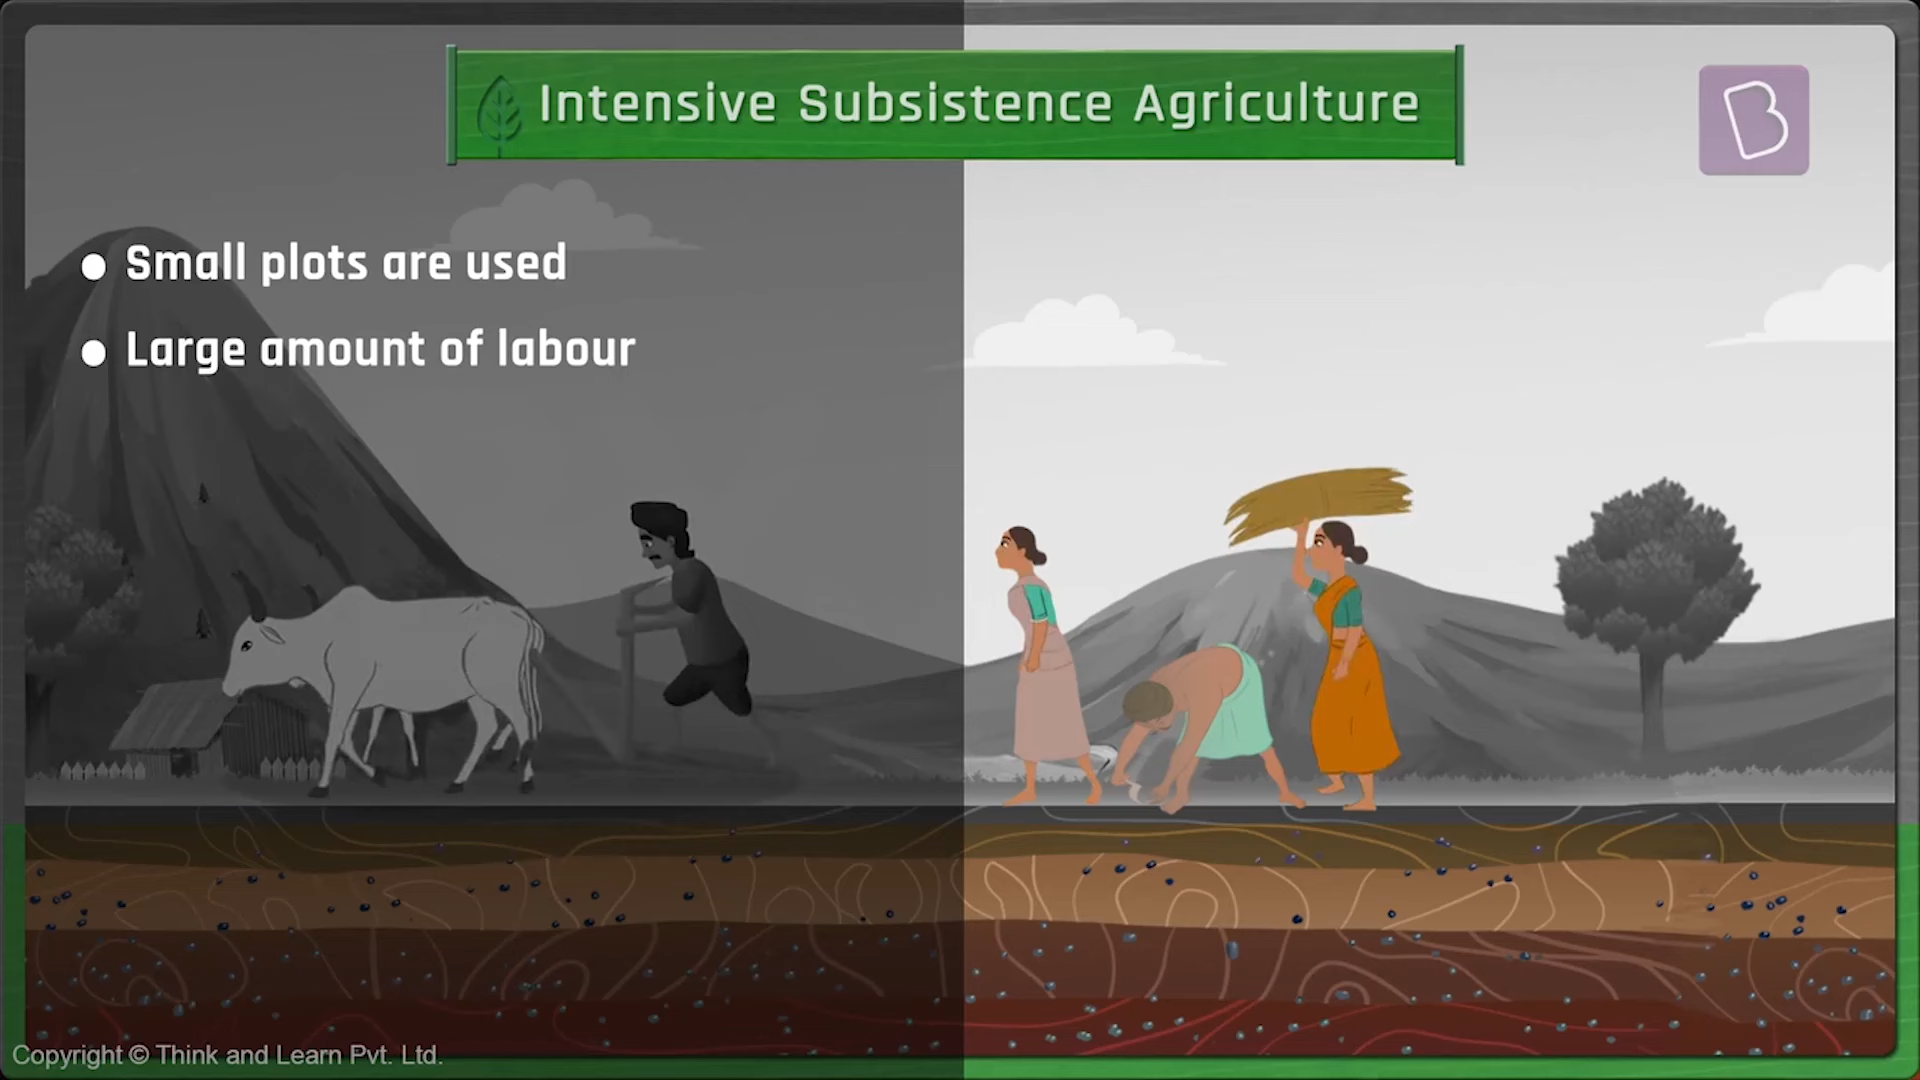 Intensive Subsistence Agriculture
B
● Small plots are used
● Large amount of labour
Copyright © Think and Learn Pvt. Ltd.